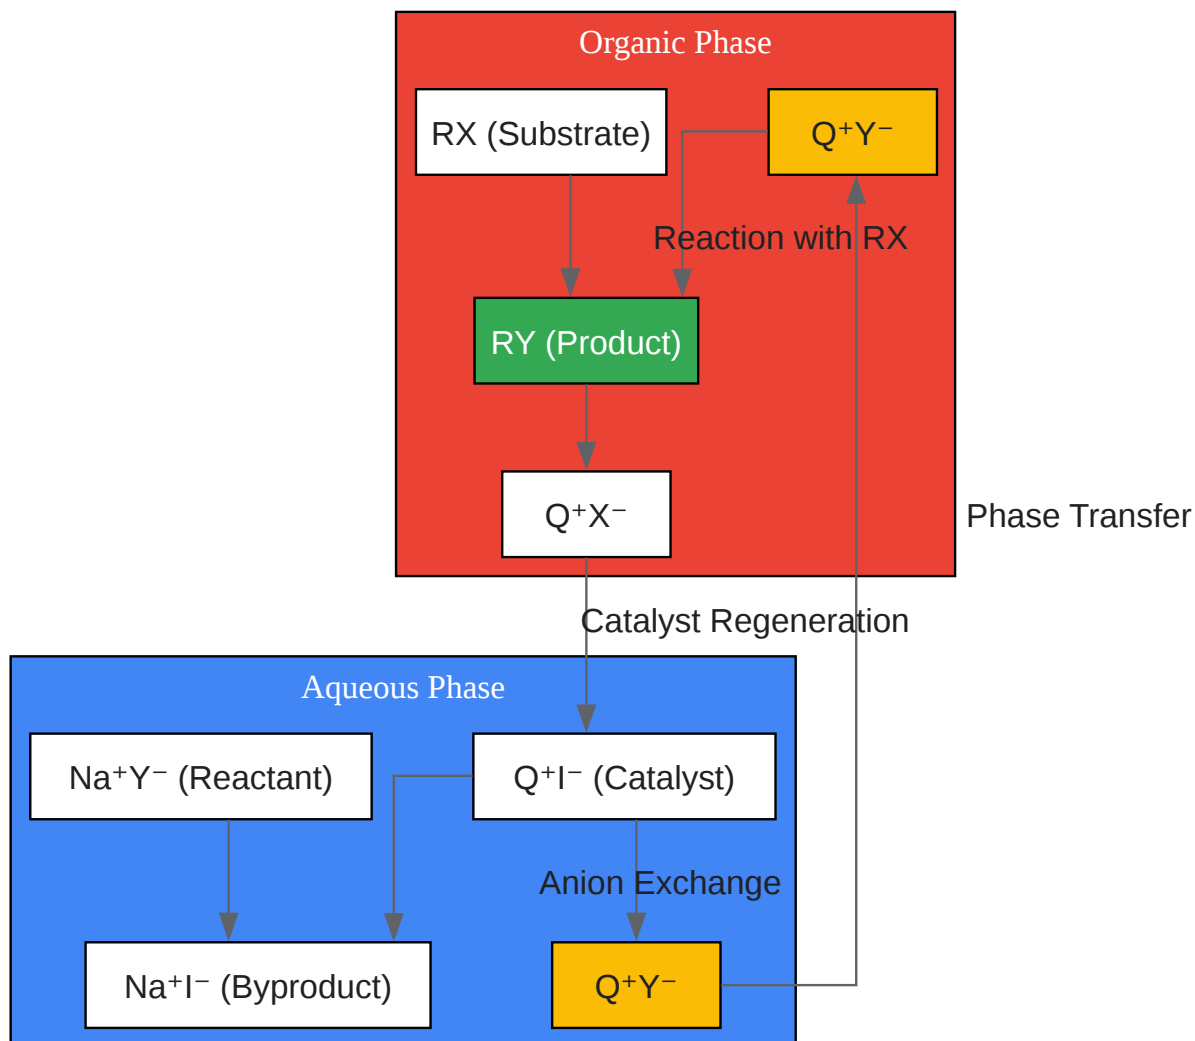 Organic Phase
RX (Substrate)
Q⁺Y⁻
Reaction with RX
RY (Product)
Q⁺X⁻
Phase Transfer
Catalyst Regeneration
Aqueous Phase
Na⁺Y⁻ (Reactant)
Q⁺I⁻ (Catalyst)
Anion Exchange
Na⁺I⁻ (Byproduct)
Q⁺Y⁻